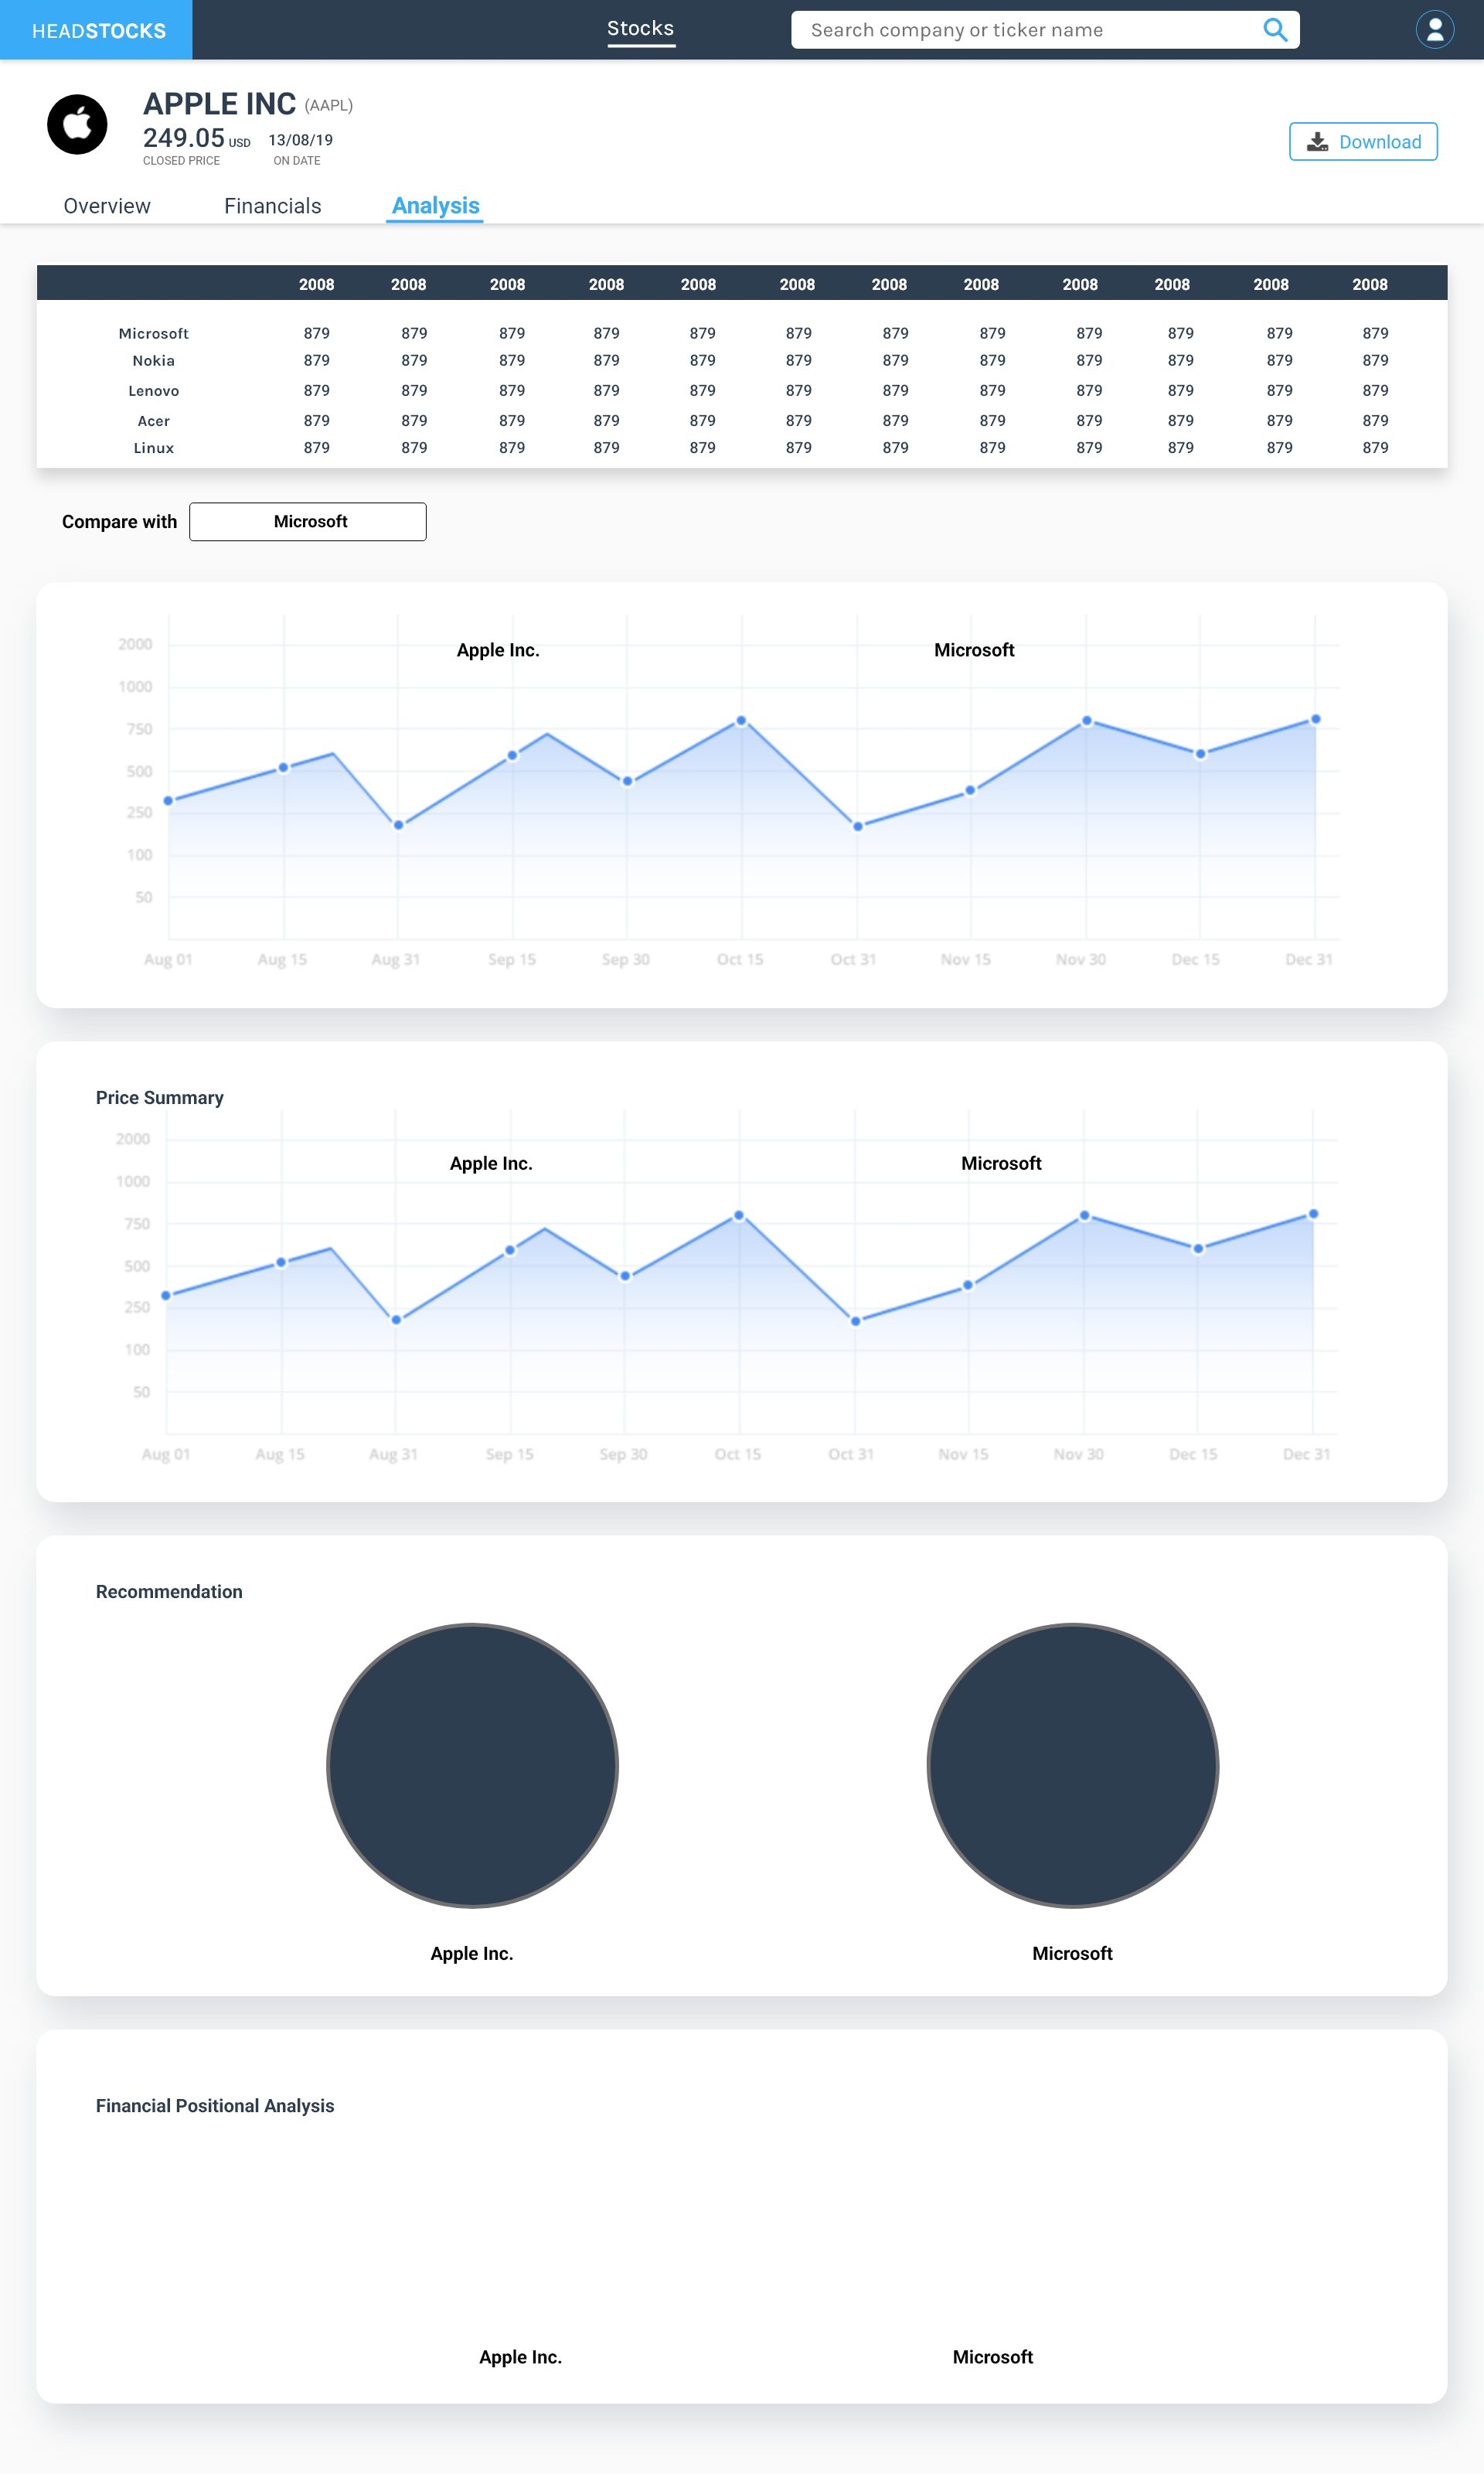 HEADSTOCKS Stocks Search company or ticker name
APPLE INC (AAPL)
249.05 USD 13/08/19
CLOSED PRICE ON DATE
Download
Overview Financials Analysis
2008 2008 2008 2008 2008 2008 2008 2008 2008 2008 2008 2008
Microsoft 879 879 879 879 879 879 879 879 879 879 879 879
Nokia 879 879 879 879 879 879 879 879 879 879 879 879
Lenovo 879 879 879 879 879 879 879 879 879 879 879 879
Acer 879 879 879 879 879 879 879 879 879 879 879 879
Linux 879 879 879 879 879 879 879 879 879 879 879 879
Compare with Microsoft
2000
Apple Inc. Microsoft
1000
750
500
250
100
50
Aug 01 Aug 15 Aug 31 Sep 15 Sep 30 Oct 15 Oct 31 Nov 15 Nov 30 Dec 15 Dec 31
Price Summary
2000
Apple Inc. Microsoft
1000
750
500
250
100
50
Aug 01 Aug 15 Aug 31 Sep 15 Sep 30 Oct 15 Oct 31 Nov 15 Nov 30 Dec 15 Dec 31
Recommendation
Apple Inc. Microsoft
Financial Positional Analysis
Apple Inc. Microsoft